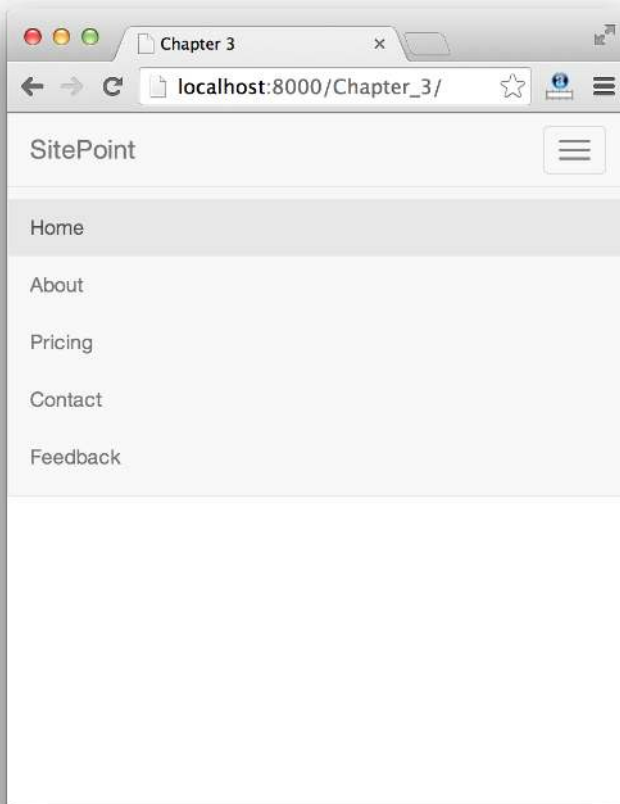 Chapter 3
localhost:8000/Chapter_3/
SitePoint
Home
About
Pricing
Contact
Feedback